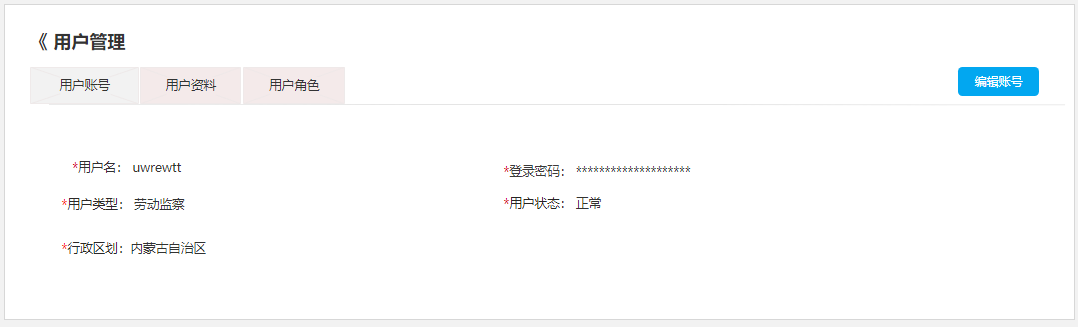 《 用户管理
用户账号 用户资料 用户角色 编辑账号
*用户名： uwrewtt *登录密码： ********************
*用户类型： 劳动监察 *用户状态： 正常
*行政区划：内蒙古自治区